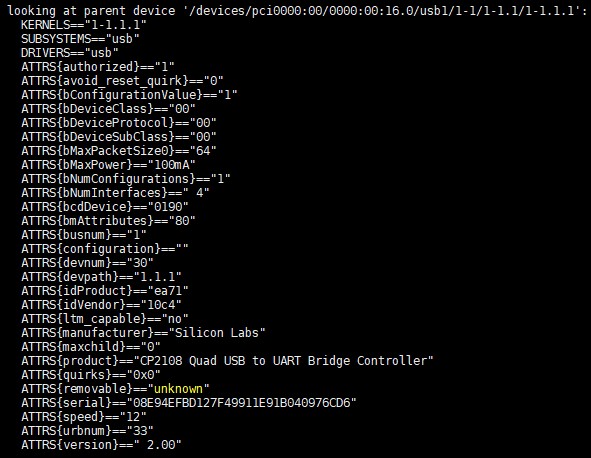 looking at parent device '/devices/pci0000:00/0000:00:16.0/usb1/1-1/1-1.1/1-1.1.1':
KERNELS=="1-1.1.1"
SUBSYSTEMS=="usb"
DRIVERS=="usb"
ATTRS{authorized}=="1"
ATTRS{avoid_reset_quirk}=="0"
ATTRS{bConfigurationValue}=="1"
ATTRS{bDeviceClass}=="00"
ATTRS{bDeviceProtocol}=="00"
ATTRS{bDeviceSubClass}=="00"
ATTRS{bMaxPacketSize0}=="64"
ATTRS{bMaxPower}=="100mA"
ATTRS{bNumConfigurations}=="1"
ATTRS{bNumInterfaces}==" 4"
ATTRS{bcdDevice}=="0190"
ATTRS{bmAttributes}=="80"
ATTRS{busnum}=="1"
ATTRS{configuration}==""
ATTRS{devnum}=="30"
ATTRS{devpath}=="1.1.1"
ATTRS{idProduct}=="ea71"
ATTRS{idVendor}=="10c4"
ATTRS{ltm_capable}=="no"
ATTRS{manufacturer}=="Silicon Labs"
ATTRS{maxchild}=="0"
ATTRS{product}=="CP2108 Quad USB to UART Bridge Controller"
ATTRS{quirks}=="0x0"
ATTRS{removable}=="unknown"
ATTRS{serial}=="08E94EFBD127F49911E91B040976CD6"
ATTRS{speed}=="12"
ATTRS{urbnum}=="33"
ATTRS{version}==" 2.00"